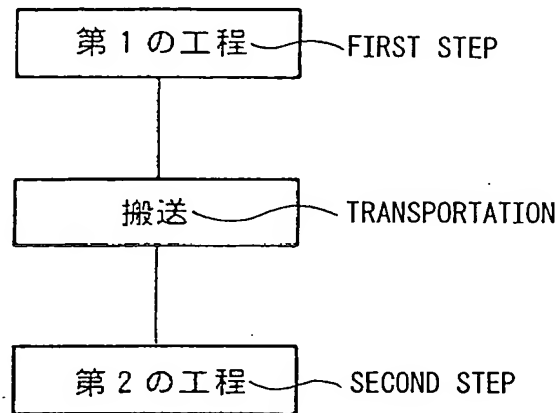 第1の工程 FIRST STEP
搬送 TRANSPORTATION
第2の工程 SECOND STEP